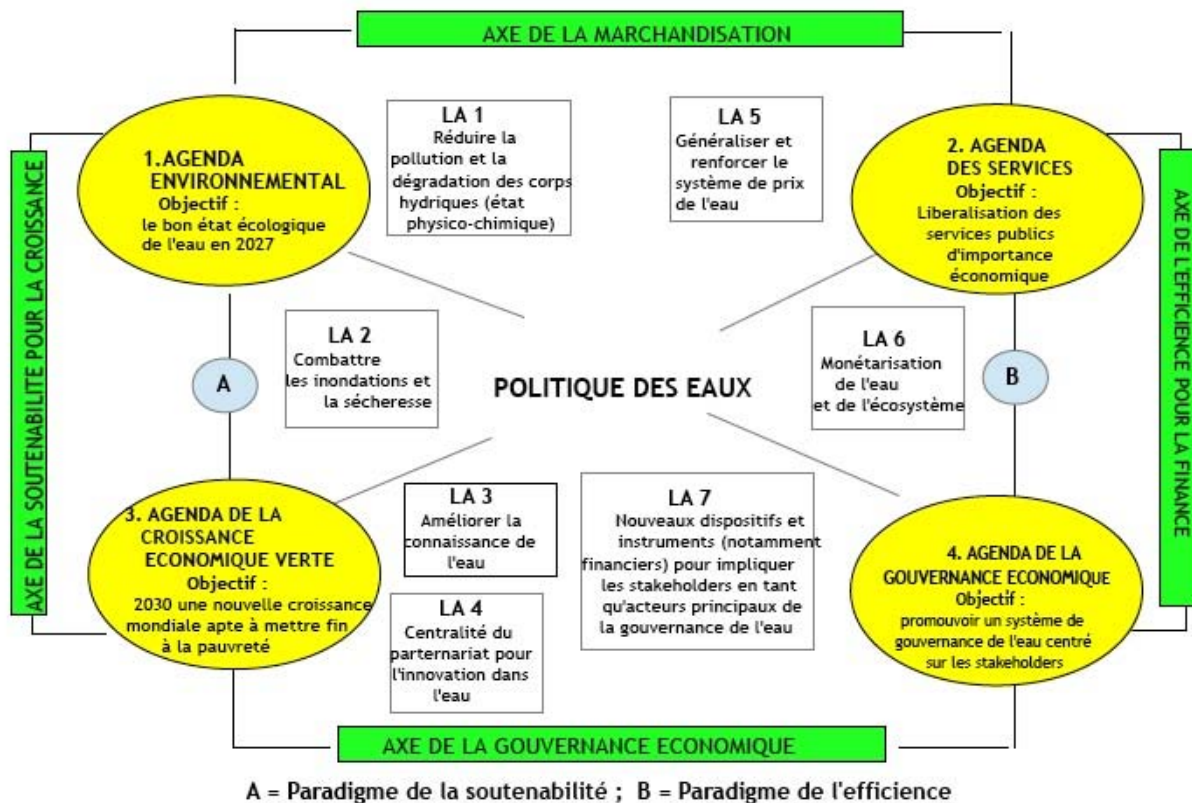 AXE DE LA MARCHANDISATION
AXE DE LA SOUTENABILITE POUR LA CROISSANCE
1.AGENDA
ENVIRONNEMENTAL
Objectif :
le bon état écologique
de l'eau en 2027
LA 1
Réduire la
pollution et la
dégradation des corps
hydriques (état
physico-chimique)
LA 5
Généraliser et
renforcer le
système de prix
de l'eau
2. AGENDA
DES SERVICES
Objectif :
Liberalisation des
services publics
d'importance
économique
AXE DE L'EFFICIENCE POUR LA FINANCE
A
LA 2
Combattre
les inondations et
la sécheresse
POLITIQUE DES EAUX
LA 6
Monétarisation
de l'eau
et de l'écosystème
B
3. AGENDA DE LA
CROISSANCE
ECONOMIQUE VERTE
Objectif :
2030 une nouvelle croissance
mondiale apte à mettre fin
à la pauvreté
LA 3
Améliorer la
connaissance de
l'eau
LA 4
Centralité du
partenariat pour
l'innovation dans
l'eau
LA 7
Nouveaux dispositifs et
instruments (notamment
financiers) pour impliquer
les stakeholders en tant
qu'acteurs principaux de
la gouvernance de l'eau
4. AGENDA DE LA
GOUVERNANCE ECONOMIQUE
Objectif :
promouvoir un système de
gouvernance de l'eau centré
sur les stakeholders
AXE DE LA GOUVERNANCE ECONOMIQUE
A = Paradigme de la soutenabilité ; B = Paradigme de l'efficience